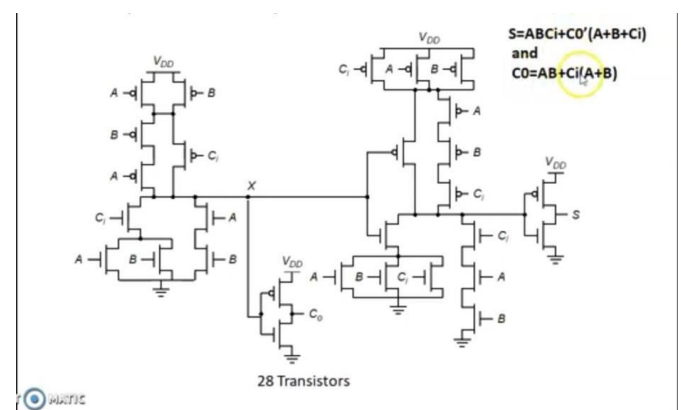 S=ABCi+C0'(A+B+Ci)
and
C0=AB+Ci(A+B)
VDD
Ci A B
VDD
A B
A
B
B
Ci
VDD
A
Ci
X
S
Ci A
Ci
A B B
VDD
A B Ci A
Co
B
28 Transistors
MATIC